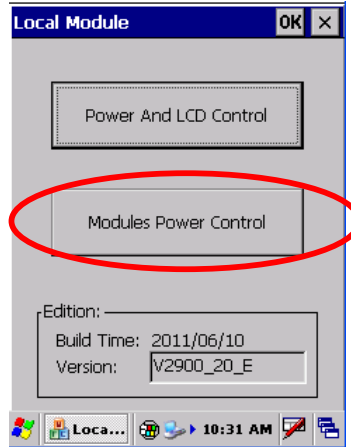 Local Module OK ×
Power And LCD Control
Modules Power Control
Edition:
Build Time: 2011/06/10
Version: V2900_20_E
Loca... 10:31 AM